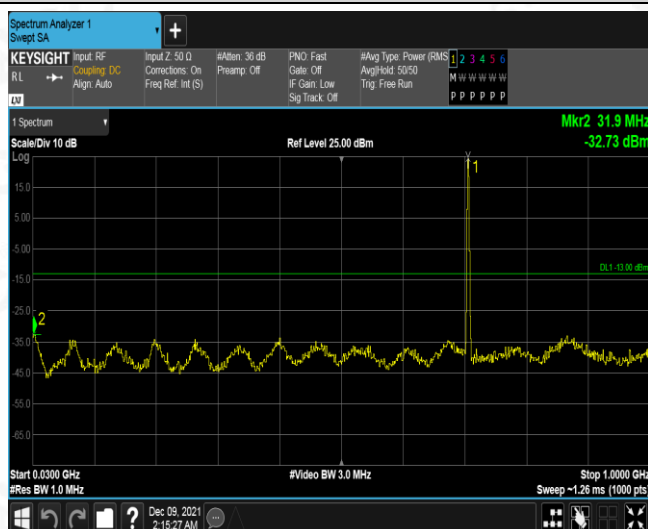 Spectrum Analyzer 1
Swept SA
+
KEYSIGHT
RL
LXI
Input: RF
Coupling: DC
Align: Auto
Input Z: 50 Ω
Corrections: On
Freq Ref: Int (S)
#Atten: 36 dB
Preamp: Off
PNO: Fast
Gate: Off
IF Gain: Low
Sig Track: Off
#Avg Type: Power (RMS
Avg|Hold: 50/50
Trig: Free Run
1 2 3 4 5 6
M W W W W W
P P P P P P
1 Spectrum
Scale/Div 10 dB
Ref Level 25.00 dBm
Mkr2 31.9 MHz
-32.73 dBm
Log
1
15.0
5.00
-5.00
DL1 -13.00 dBm
-15.0
-25.0
2
-35.0
-45.0
-55.0
-65.0
Start 0.0300 GHz
#Video BW 3.0 MHz
Stop 1.0000 GHz
#Res BW 1.0 MHz
Sweep ~1.26 ms (1000 pts)
?
Dec 09, 2021
2:15:27 AM